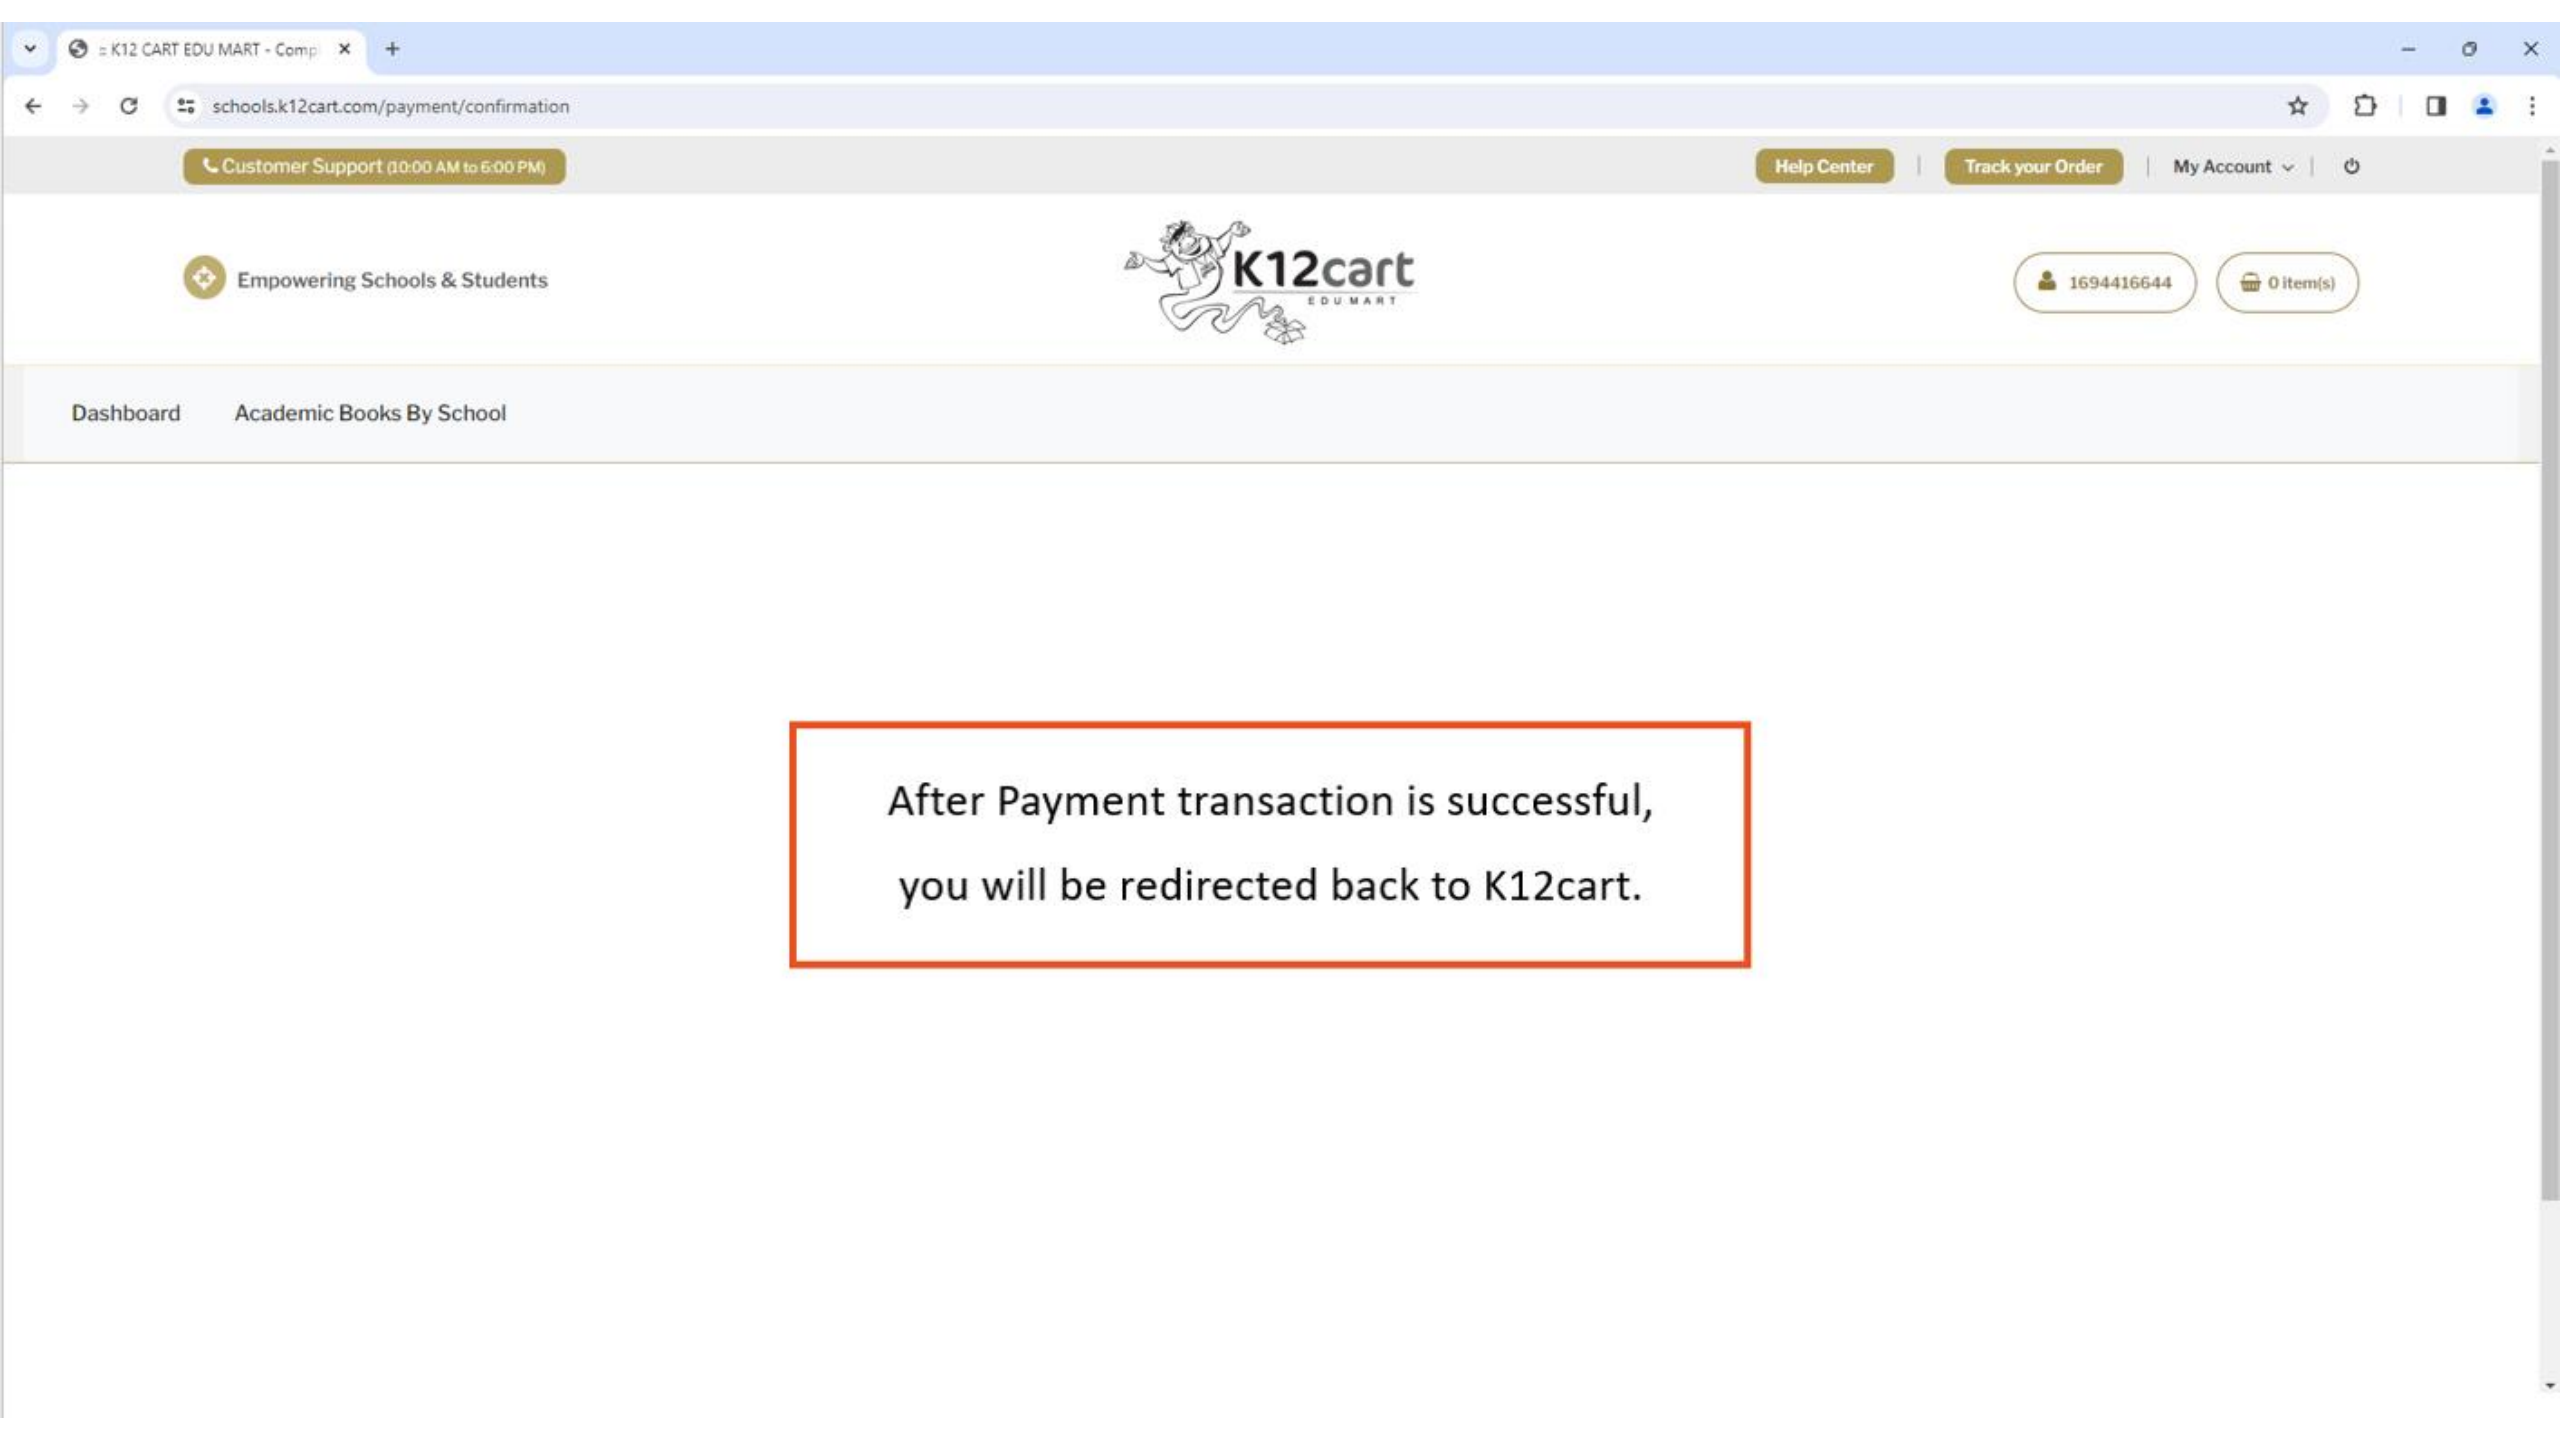 :: K12 CART EDU MART - Comp
schools.k12cart.com/payment/confirmation
Customer Support (10:00 AM to 6:00 PM)
Help Center
Track your Order
My Account
Empowering Schools & Students
K12cart
EDU MART
1694416644
0 item(s)
Dashboard
Academic Books By School
After Payment transaction is successful,
you will be redirected back to K12cart.